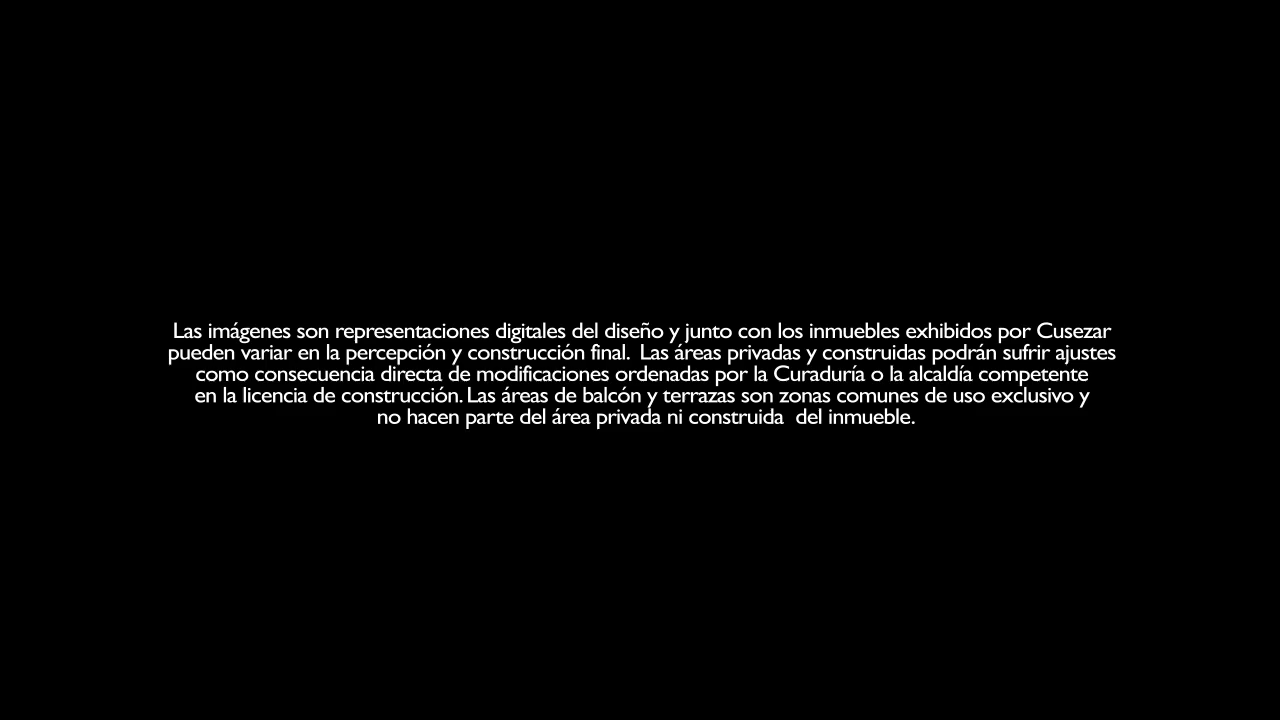 Las imágenes son representaciones digitales del diseño y junto con los inmuebles exhibidos por Cusezar
pueden variar en la percepción y construcción final.  Las áreas privadas y construidas podrán sufrir ajustes
como consecuencia directa de modificaciones ordenadas por la Curaduría o la alcaldía competente
en la licencia de construcción. Las áreas de balcón y terrazas son zonas comunes de uso exclusivo y
no hacen parte del área privada ni construida  del inmueble.